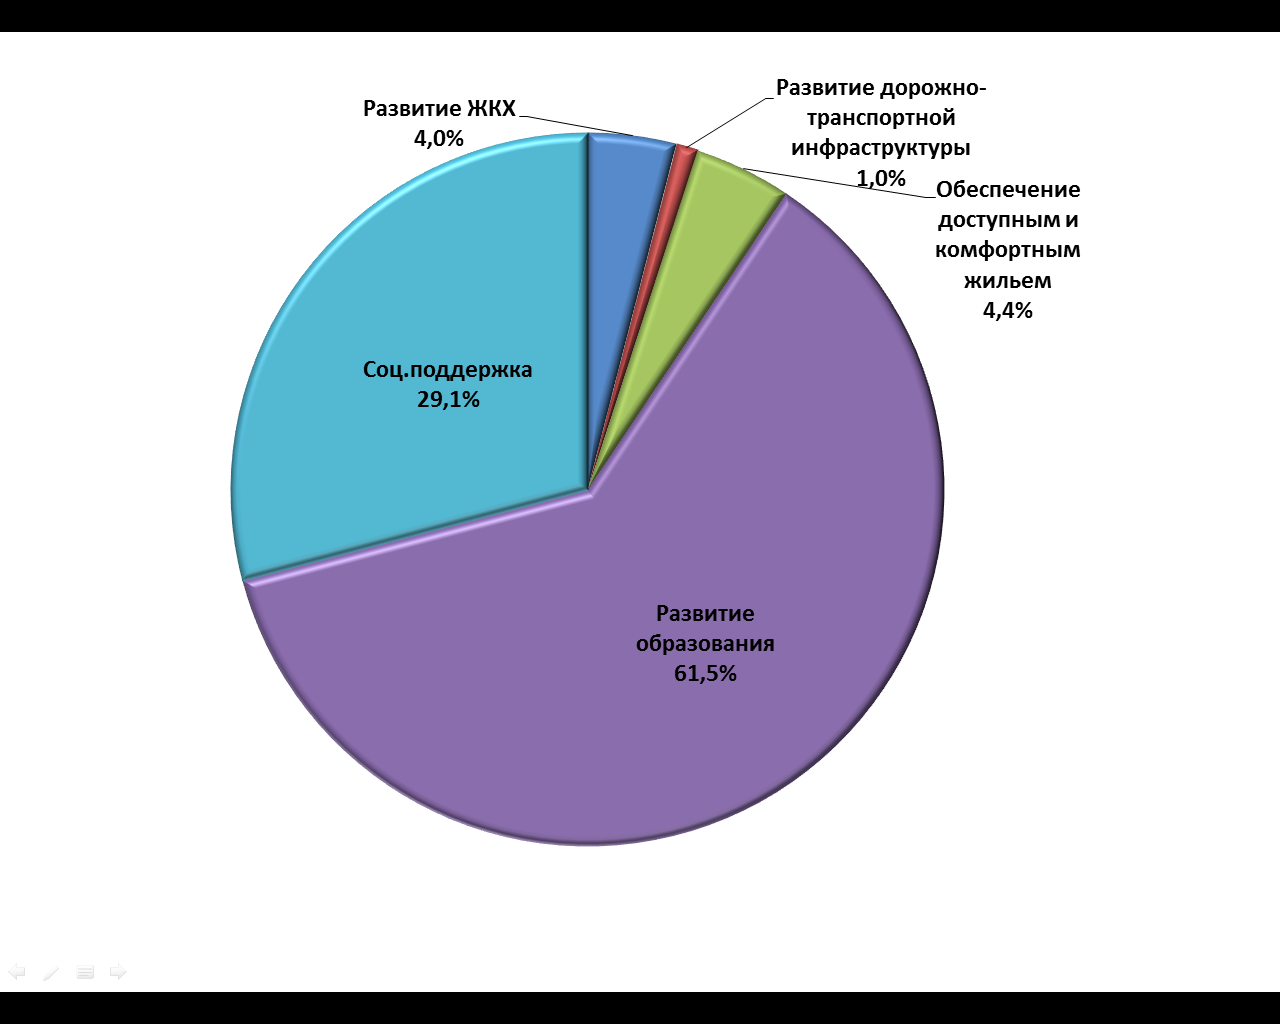 Развитие ЖКХ
4,0%
Развитие дорожно-
транспортной
инфраструктуры
1,0%
Обеспечение
доступным и
комфортным
жильем
4,4%
Соц.поддержка
29,1%
Развитие
образования
61,5%